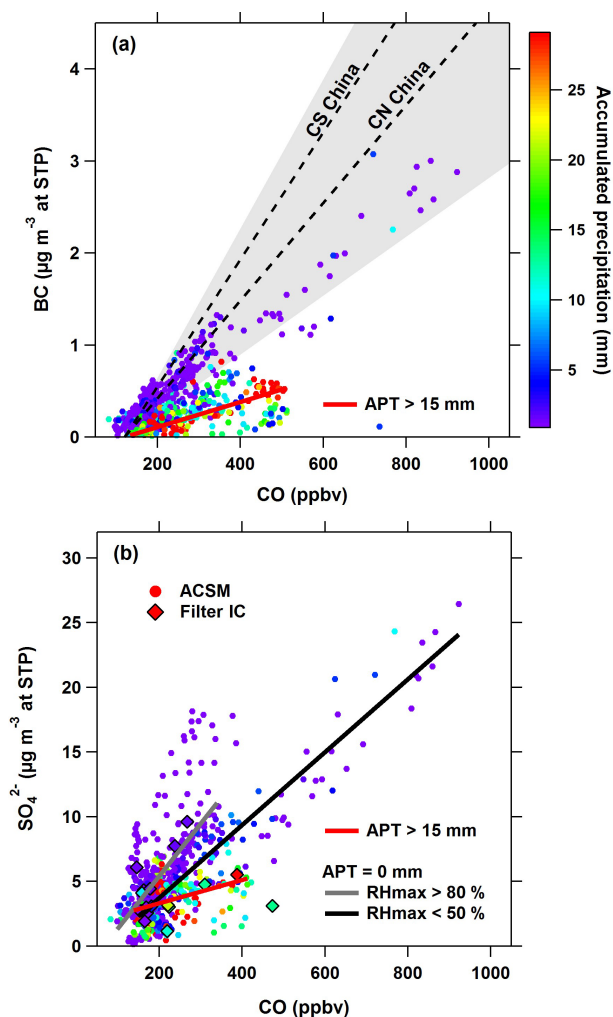 (a)
CS China
CN China
4
3
2
1
0
BC (µg m⁻³ at STP)
APT > 15 mm
200 400 600 800 1000
CO (ppbv)
25
20
15
10
5
Accumulated precipitation (mm)
(b)
ACSM
Filter IC
30
25
20
15
10
5
0
SO₄²⁻ (µg m⁻³ at STP)
APT > 15 mm
APT = 0 mm
RHmax > 80 %
RHmax < 50 %
200 400 600 800 1000
CO (ppbv)